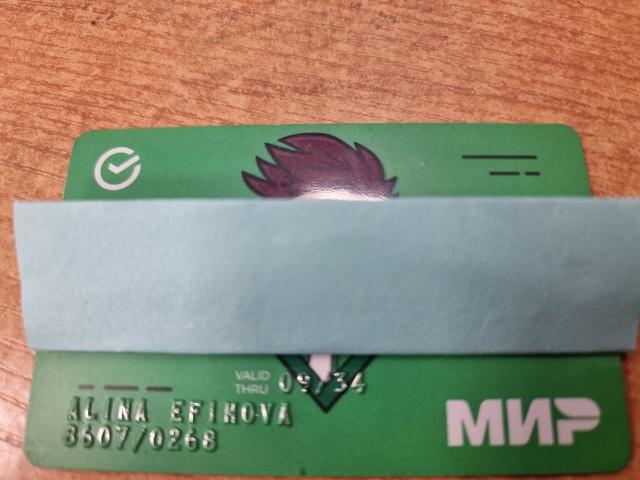 VALID
THRU 09/34
ALINA EFIMOVA
8607/0268
МИР